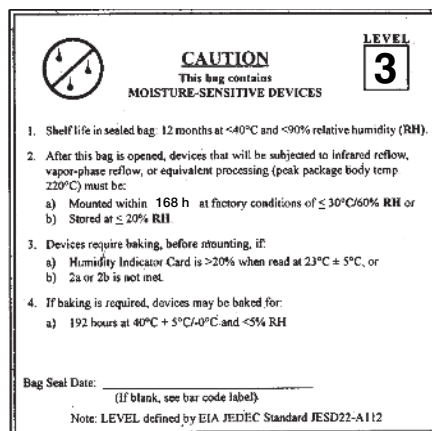 LEVEL
3
CAUTION
This bag contains
MOISTURE-SENSITIVE DEVICES
1. Shelf life in sealed bag: 12 months at <40°C and <90% relative humidity (RH).
2. After this bag is opened, devices that will be subjected to infrared reflow,
vapor-phase reflow, or equivalent processing (peak package body temp
220°C) must be:
a) Mounted within 168 h at factory conditions of ≤ 30°C/60% RH or
b) Stored at ≤ 20% RH
3. Devices require baking, before mounting, if:
a) Humidity Indicator Card is >20% when read at 23°C ± 5°C, or
b) 2a or 2b is not met.
4. If baking is required, devices may be baked for:
a) 192 hours at 40°C + 5°C/-0°C and <5% RH
Bag Seal Date:
(If blank, see bar code label)
Note: LEVEL defined by EIA JEDEC Standard JESD22-A112